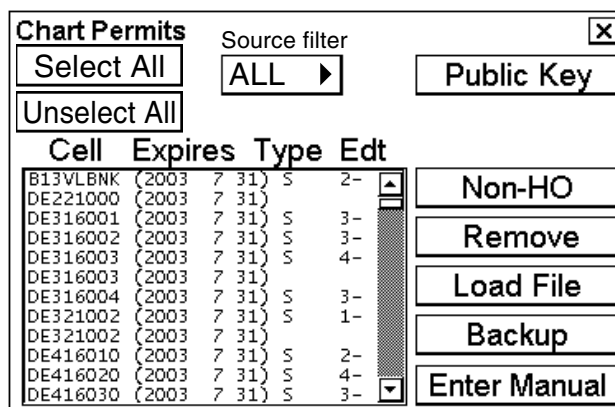 Chart Permits
Source filter
Select All
ALL
Public Key
Unselect All
Cell Expires Type Edt
B13VLBNK (2003 7 31) S 2-
DE221000 (2003 7 31)
DE316001 (2003 7 31) S 3-
DE316002 (2003 7 31) S 3-
DE316003 (2003 7 31) S 4-
DE316003 (2003 7 31)
DE316004 (2003 7 31) S 3-
DE321002 (2003 7 31) S 1-
DE321002 (2003 7 31)
DE416010 (2003 7 31) S 2-
DE416020 (2003 7 31) S 4-
DE416030 (2003 7 31) S 3-
Non-HO
Remove
Load File
Backup
Enter Manual